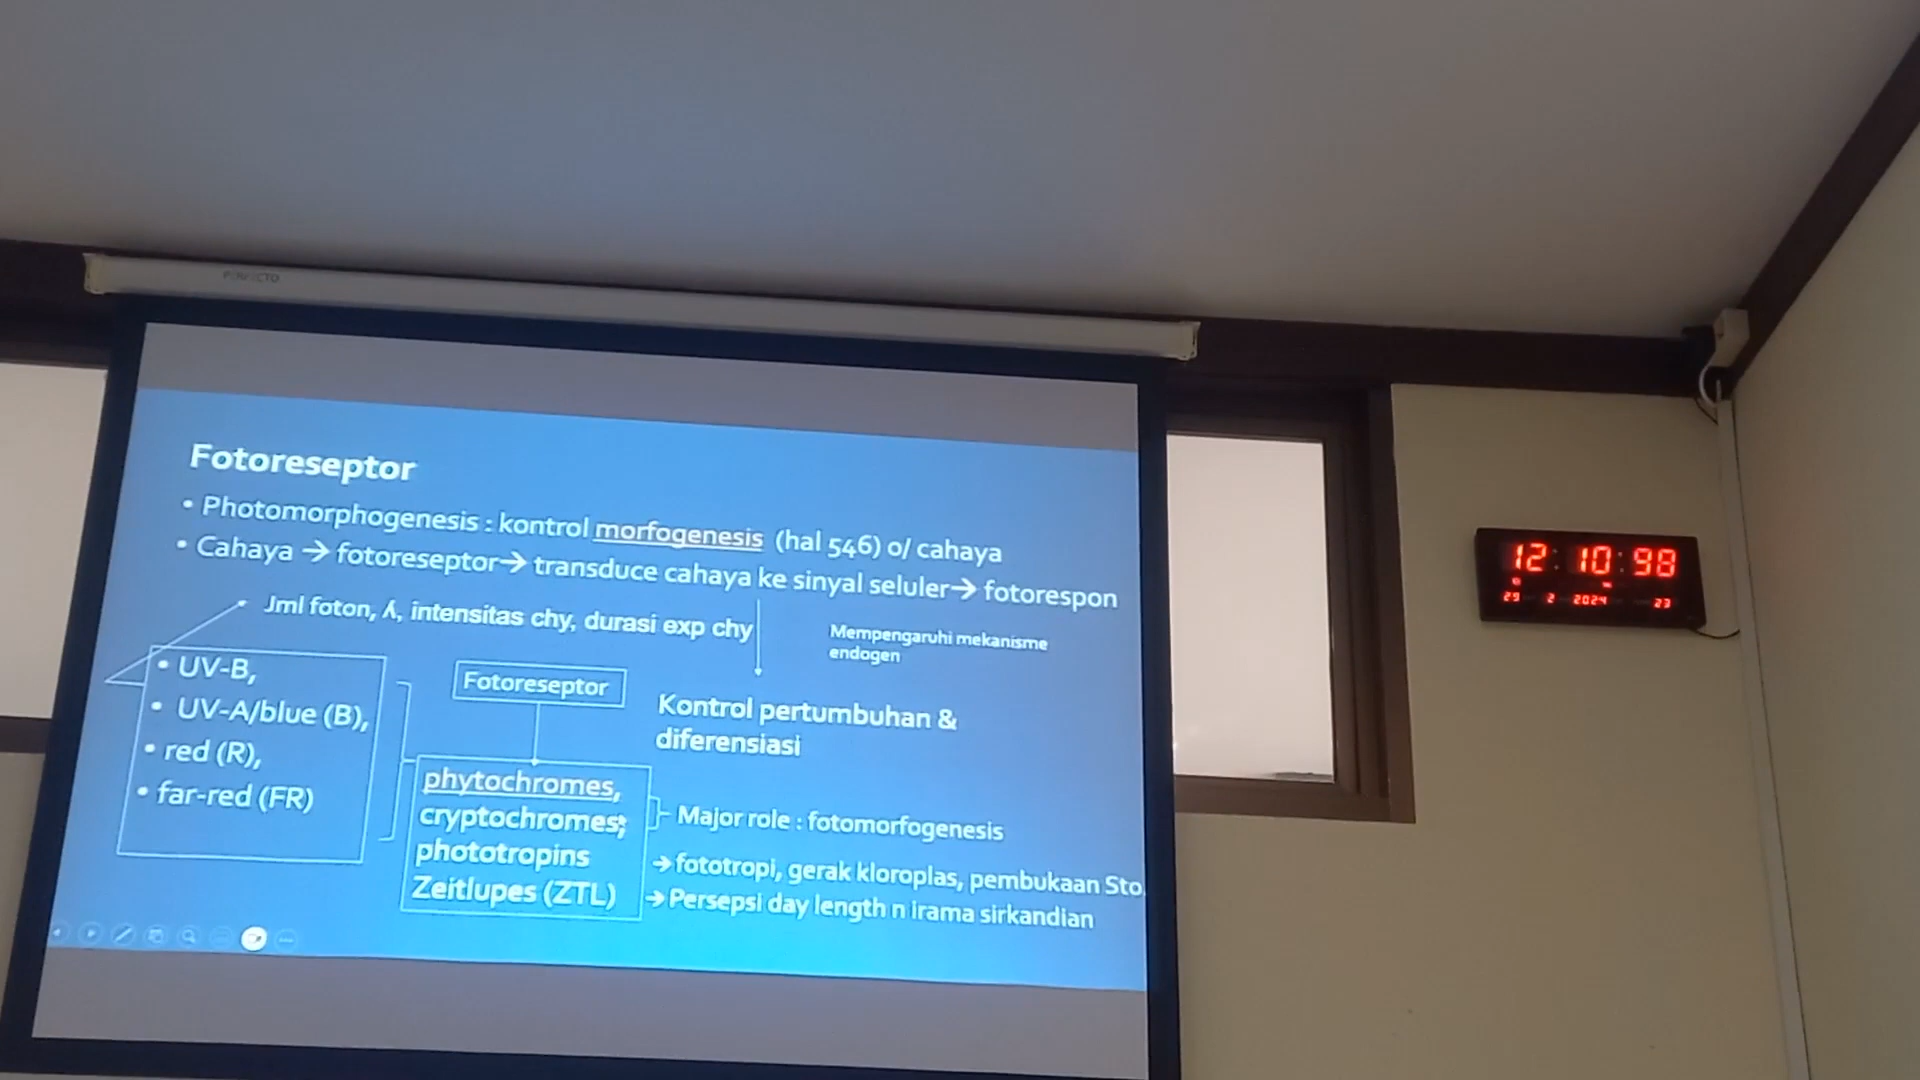 Fotoreseptor
• Photomorphogenesis : kontrol morfogenesis (hal 546) o/ cahaya
• Cahaya → fotoreseptor→ transduce cahaya ke sinyal seluler→ fotorespon
Jml foton, ʎ, intensitas chy, durasi exp chy
Mempengaruhi mekanisme
endogen
• UV-B,
• UV-A/blue (B),
• red (R),
• far-red (FR)
Fotoreseptor
Kontrol pertumbuhan &
diferensiasi
phytochromes,
cryptochromes;
phototropins
Zeitlupes (ZTL)
Major role : fotomorfogenesis
→fototropi, gerak kloroplas, pembukaan Sto
→Persepsi day length n irama sirkandian
12:10:98
29 2 2024 23